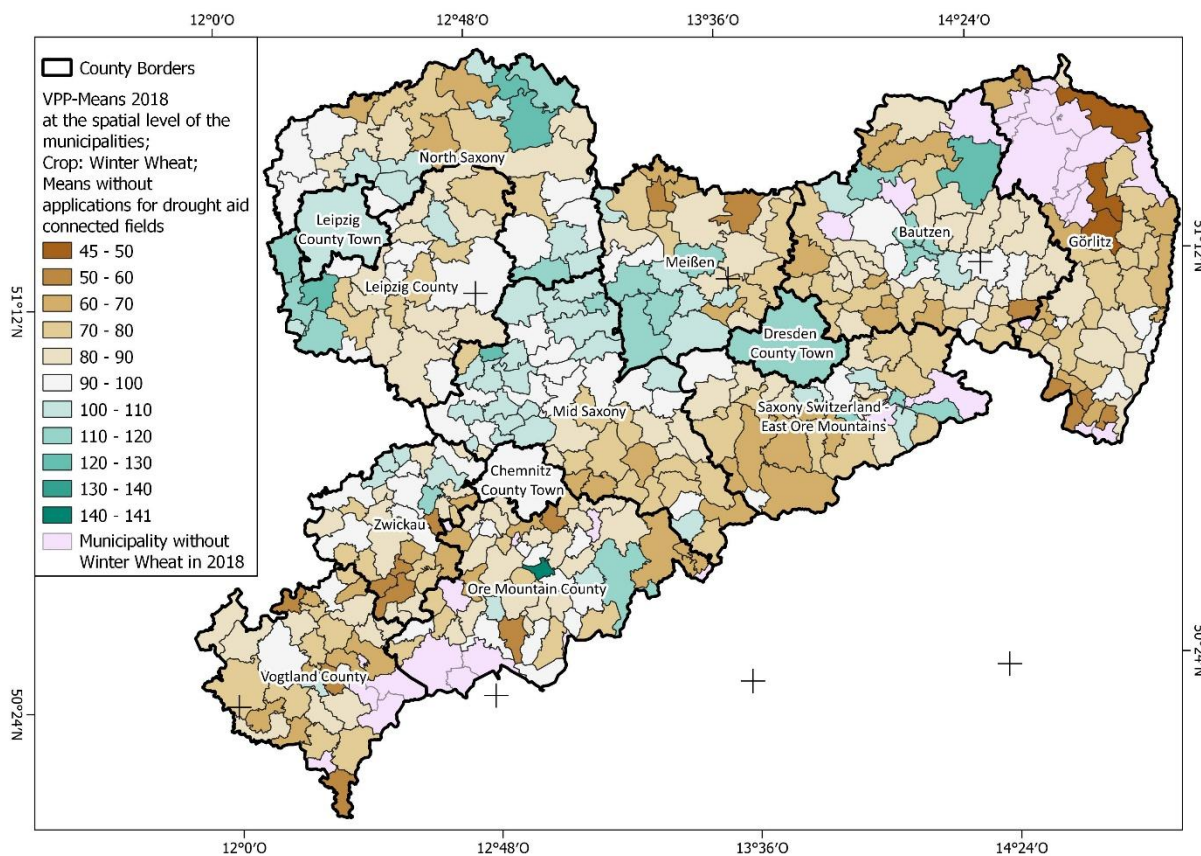 12°0′O
12°48′O
13°36′O
14°24′O
County Borders
VPP-Means 2018
at the spatial level of the
municipalities;
Crop: Winter Wheat;
Means without
applications for drought aid
connected fields
45 - 50
50 - 60
60 - 70
70 - 80
80 - 90
90 - 100
100 - 110
110 - 120
120 - 130
130 - 140
140 - 141
Municipality without
Winter Wheat in 2018
North Saxony
Leipzig
County Town
Leipzig County
Meißen
Bautzen
Görlitz
Dresden
County Town
Mid Saxony
Saxony Switzerland -
East Ore Mountains
Chemnitz
County Town
Zwickau
Ore Mountain County
Vogtland County
51°12′N
50°24′N
51°12′N
50°24′N
12°0′O
12°48′O
13°36′O
14°24′O